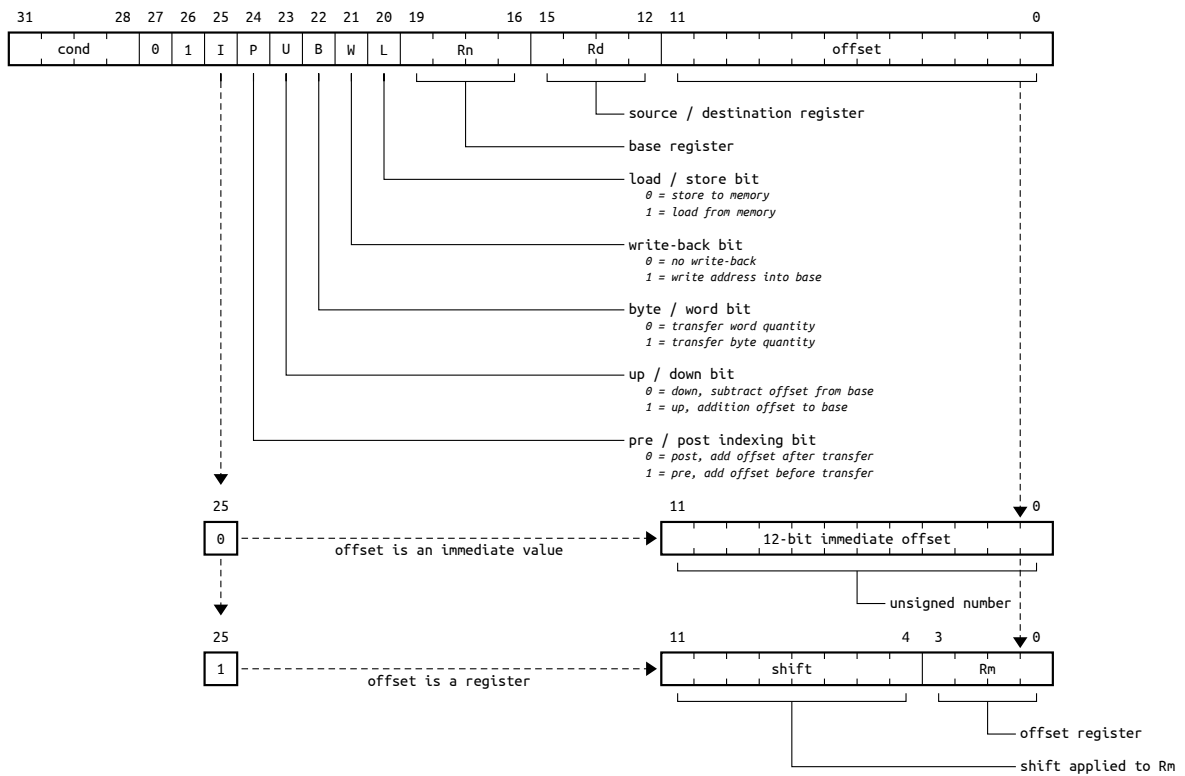 31 28 27 26 25 24 23 22 21 20 19 16 15 12 11 0
cond 0 1 I P U B W L Rn Rd offset
source / destination register
base register
load / store bit
0 = store to memory
1 = load from memory
write-back bit
0 = no write-back
1 = write address into base
byte / word bit
0 = transfer word quantity
1 = transfer byte quantity
up / down bit
0 = down, subtract offset from base
1 = up, addition offset to base
pre / post indexing bit
0 = post, add offset after transfer
1 = pre, add offset before transfer
25 11 0
0 12-bit immediate offset
offset is an immediate value
unsigned number
25 11 4 3 0
1 shift Rm
offset is a register
offset register
shift applied to Rm